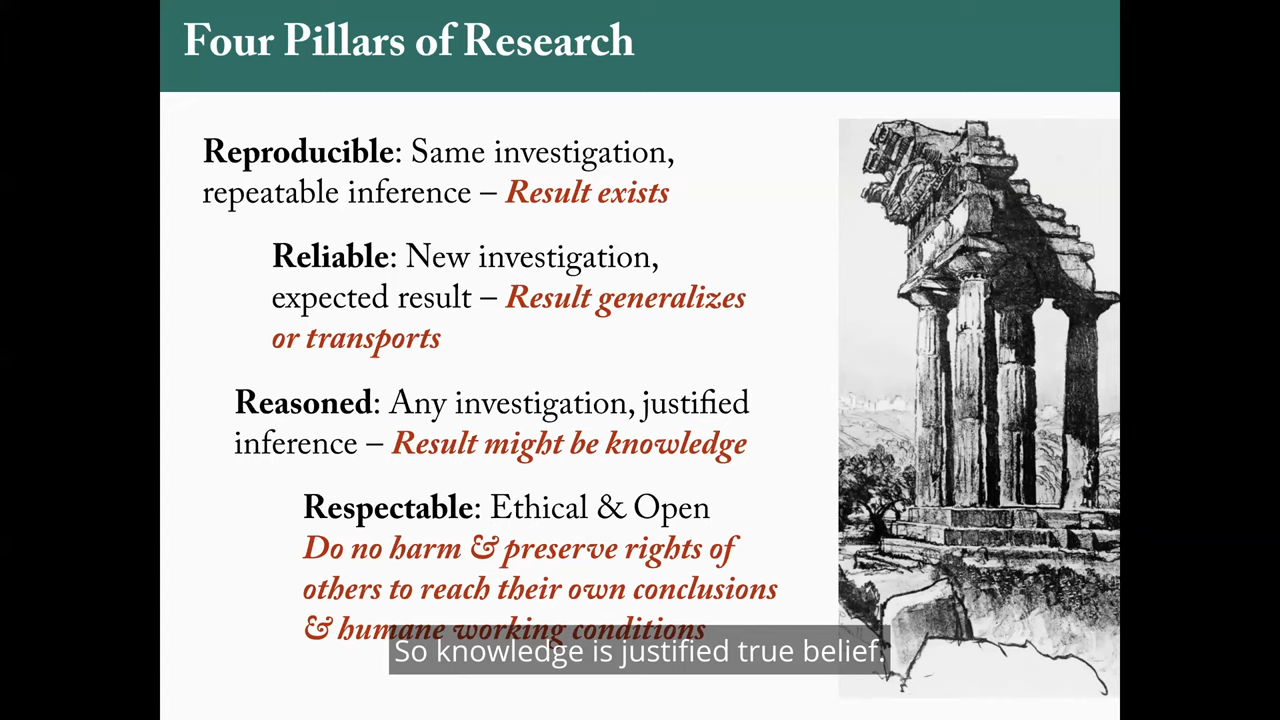 Four Pillars of Research
Reproducible: Same investigation,
repeatable inference – Result exists
Reliable: New investigation,
expected result – Result generalizes
or transports
Reasoned: Any investigation, justified
inference – Result might be knowledge
Respectable: Ethical & Open
Do no harm & preserve rights of
others to reach their own conclusions
& humane working conditions
So knowledge is justified true belief.